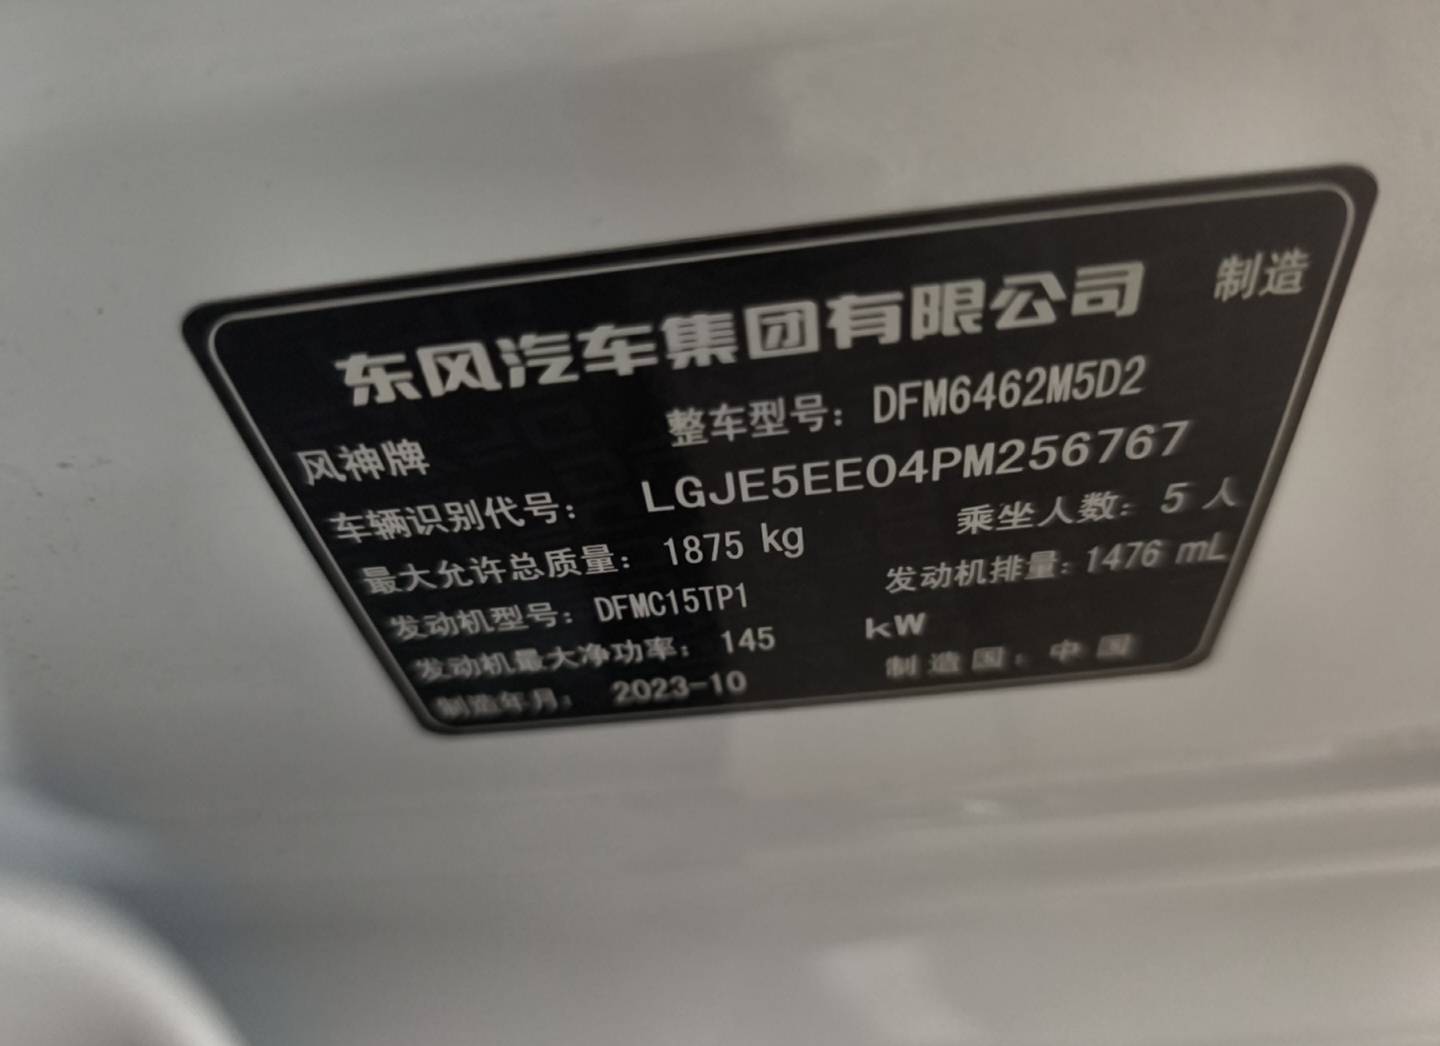 东风汽车集团有限公司 制造
风神牌 整车型号：DFM6462M5D2
车辆识别代号： LGJE5EE04PM256767
最大允许总质量：1875 kg 乘坐人数：5 人
发动机型号：DFMC15TP1 发动机排量：1476 mL
发动机最大净功率： 145 kW
制造年月： 2023-10 制造国：中国